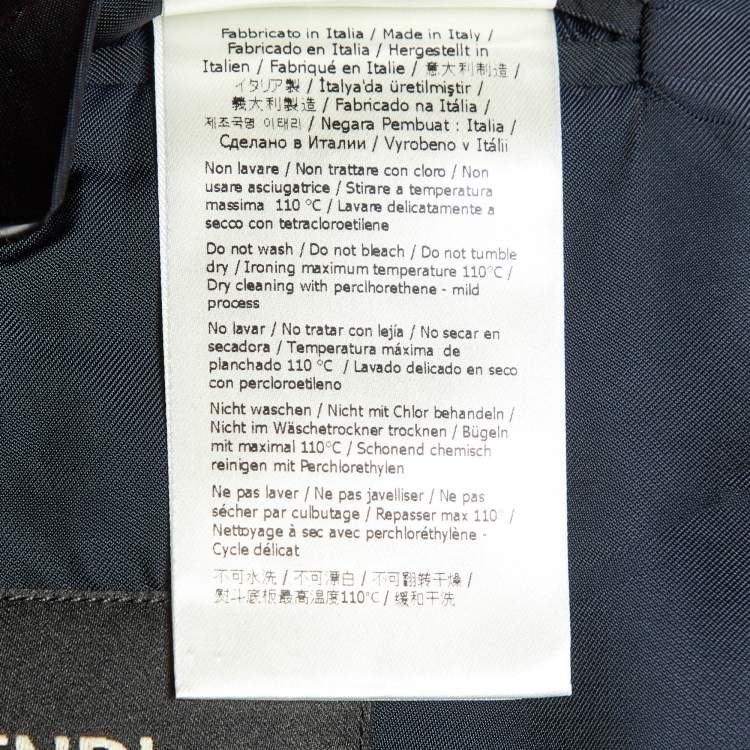 Fabbricato in Italia / Made in Italy /
Fabricado en Italia / Hergestellt in
Italien / Fabriqué en Italie / 意大利制造 /
イタリア製 / İtalya'da üretilmiştir /
義大利製造 / Fabricado na Itália /
제조국명 이태리 / Negara Pembuat : Italia /
Сделано в Италии / Vyrobeno v Itálii
Non lavare / Non trattare con cloro / Non
usare asciugatrice / Stirare a temperatura
massima 110 °C / Lavare delicatamente a
secco con tetracloroetilene
Do not wash / Do not bleach / Do not tumble
dry / Ironing maximum temperature 110°C /
Dry cleaning with perclhorethene - mild
process
No lavar / No tratar con lejía / No secar en
secadora / Temperatura máxima de
planchado 110 °C / Lavado delicado en seco
con percloroetileno
Nicht waschen / Nicht mit Chlor behandeln /
Nicht im Wäschetrockner trocknen / Bügeln
mit maximal 110°C / Schonend chemisch
reinigen mit Perchlorethylen
Ne pas laver / Ne pas javelliser / Ne pas
sécher par culbutage / Repasser max 110° /
Nettoyage à sec avec perchloréthylène -
Cycle délicat
不可水洗 / 不可漂白 / 不可翻转干燥 /
熨斗底板最高温度110°C / 缓和干洗